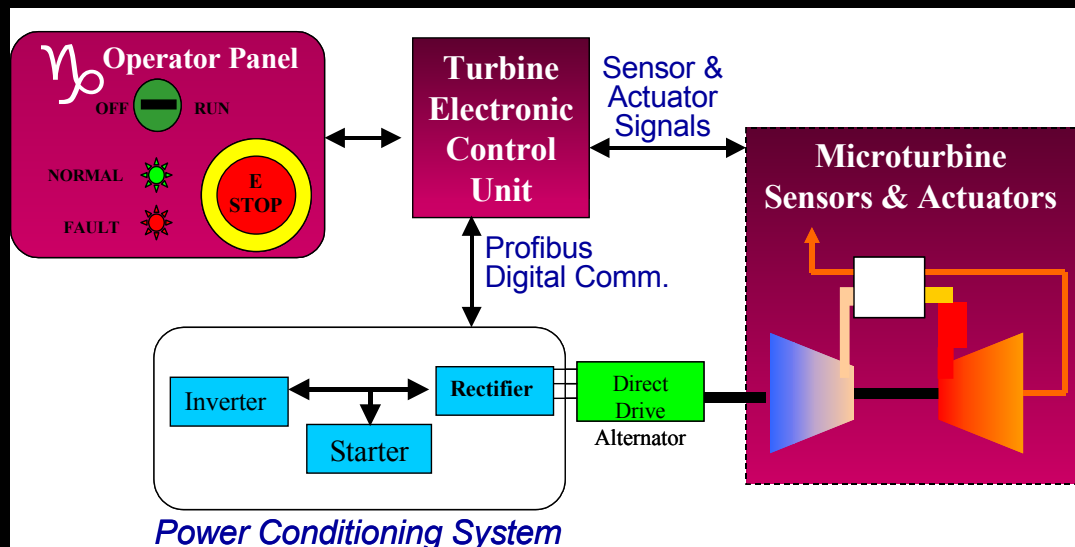 Operator Panel
OFF
RUN
NORMAL
FAULT
E
STOP
Turbine
Electronic
Control
Unit
Sensor &
Actuator
Signals
Microturbine
Sensors & Actuators
Profibus
Digital Comm.
Inverter
Starter
Rectifier
Direct
Drive
Alternator
Power Conditioning System